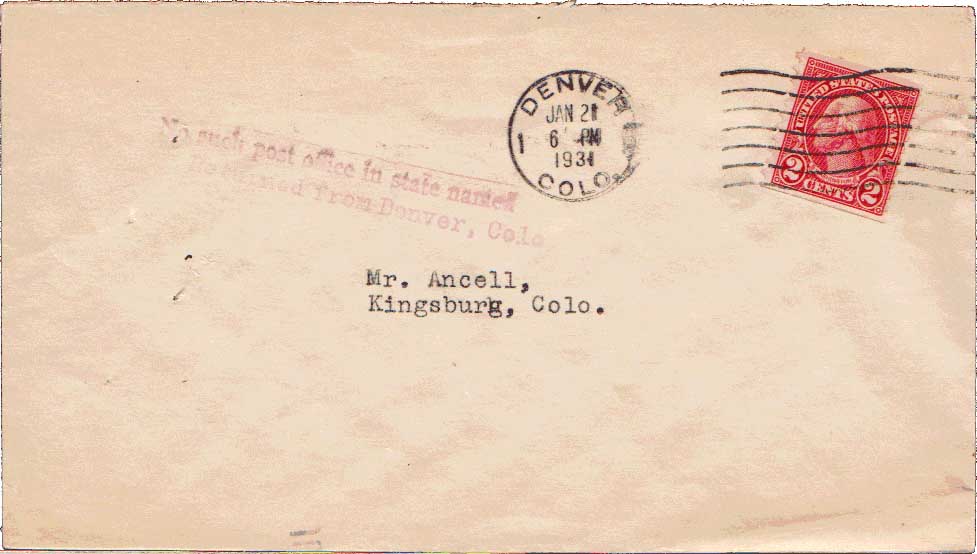 DENVER
JAN 21
1 6 PM
1931
COLO.
UNITED STATES POSTAGE
2 CENTS 2
No such post office in state named
Returned from Denver, Colo
Mr. Ancell,
Kingsburg, Colo.